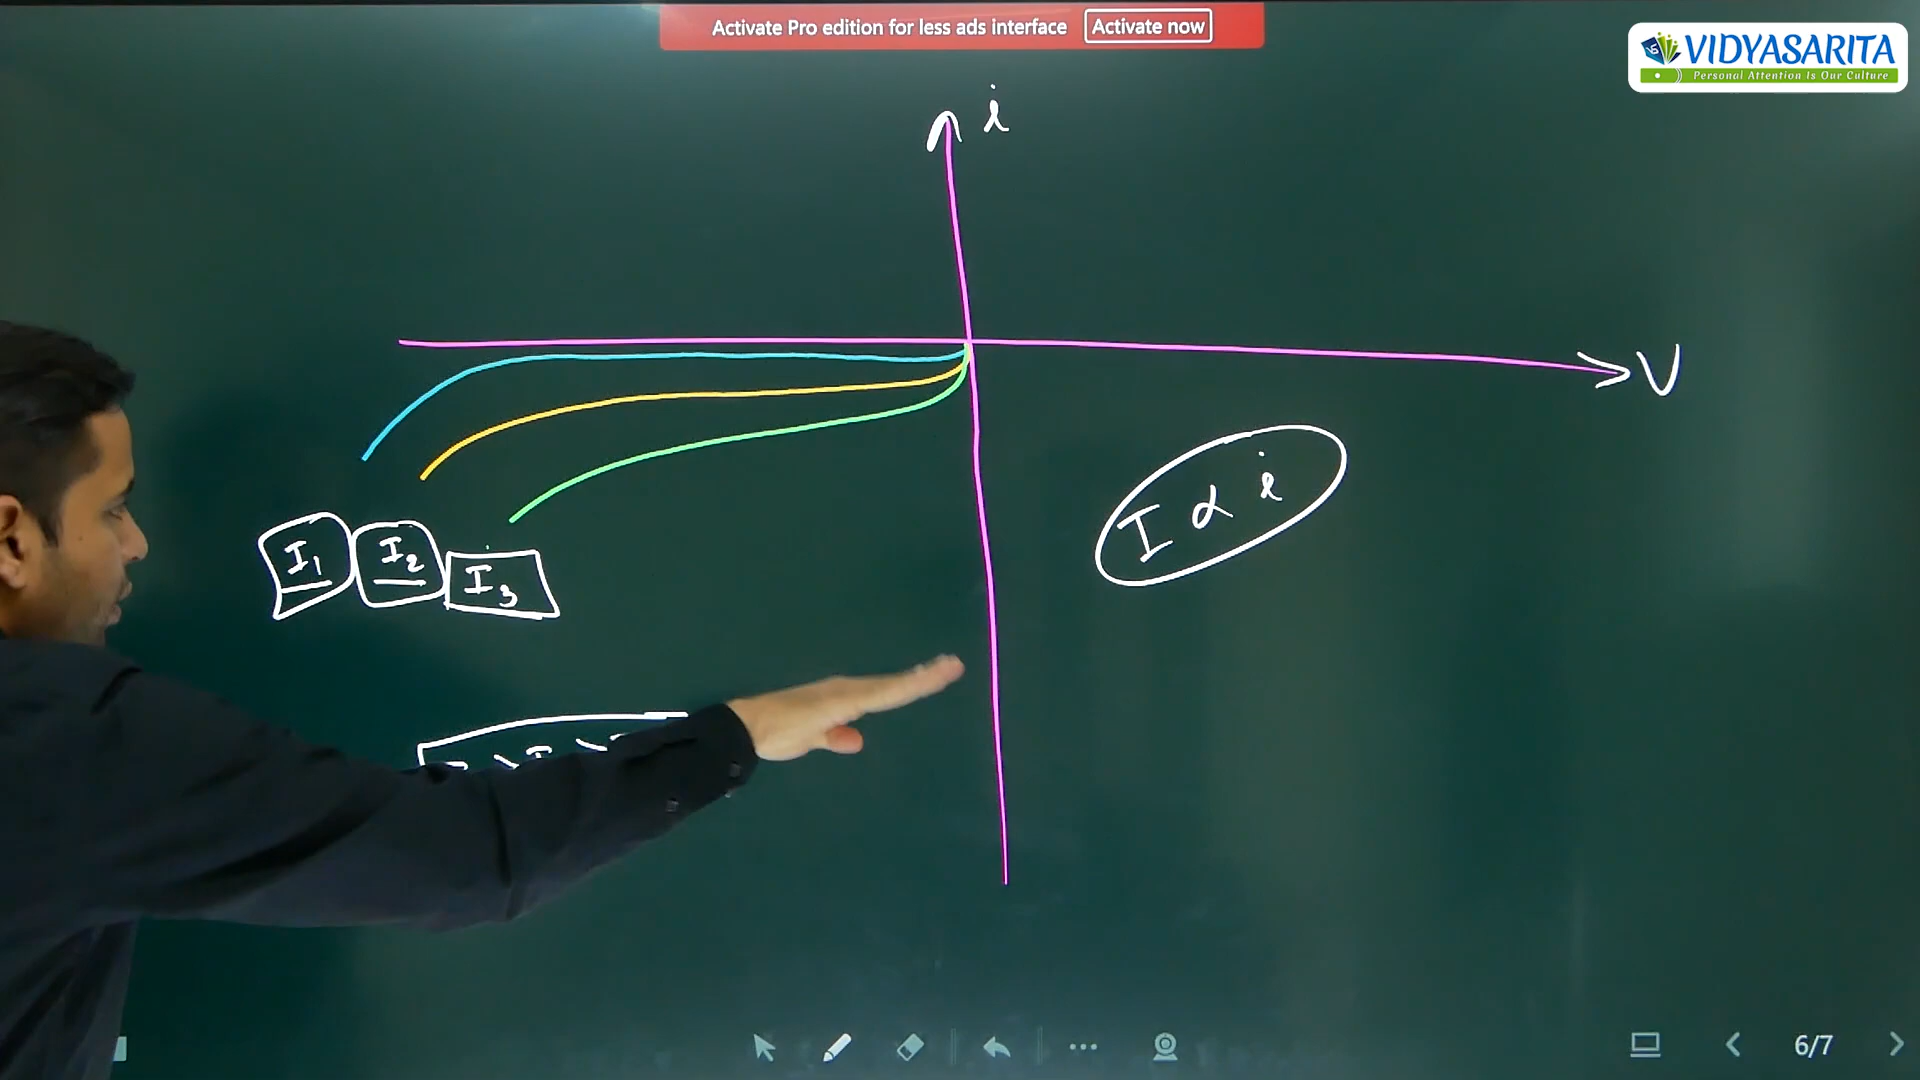 Activate Pro edition for less ads interface Activate now
VIDYASARITA
Personal Attention Is Our Culture
i
V
I α i
I₁ I₂ I₃
6/7